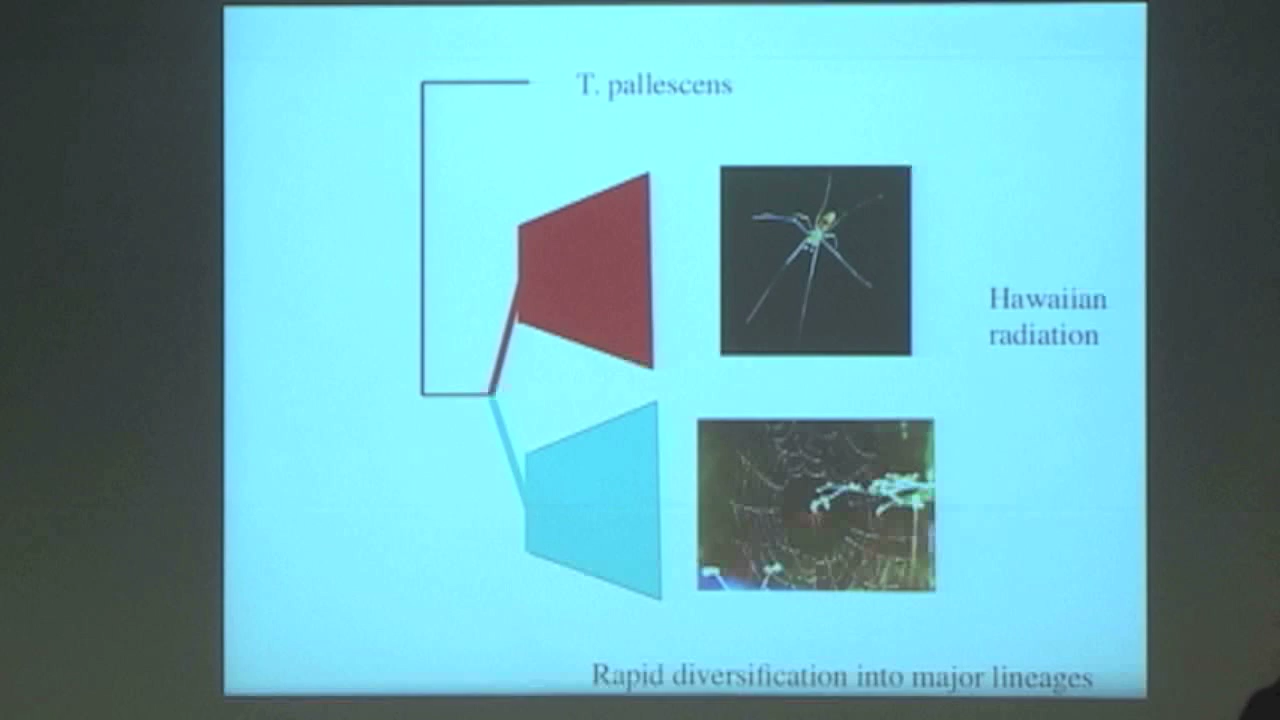 T. pallescens
Hawaiian
radiation
Rapid diversification into major lineages